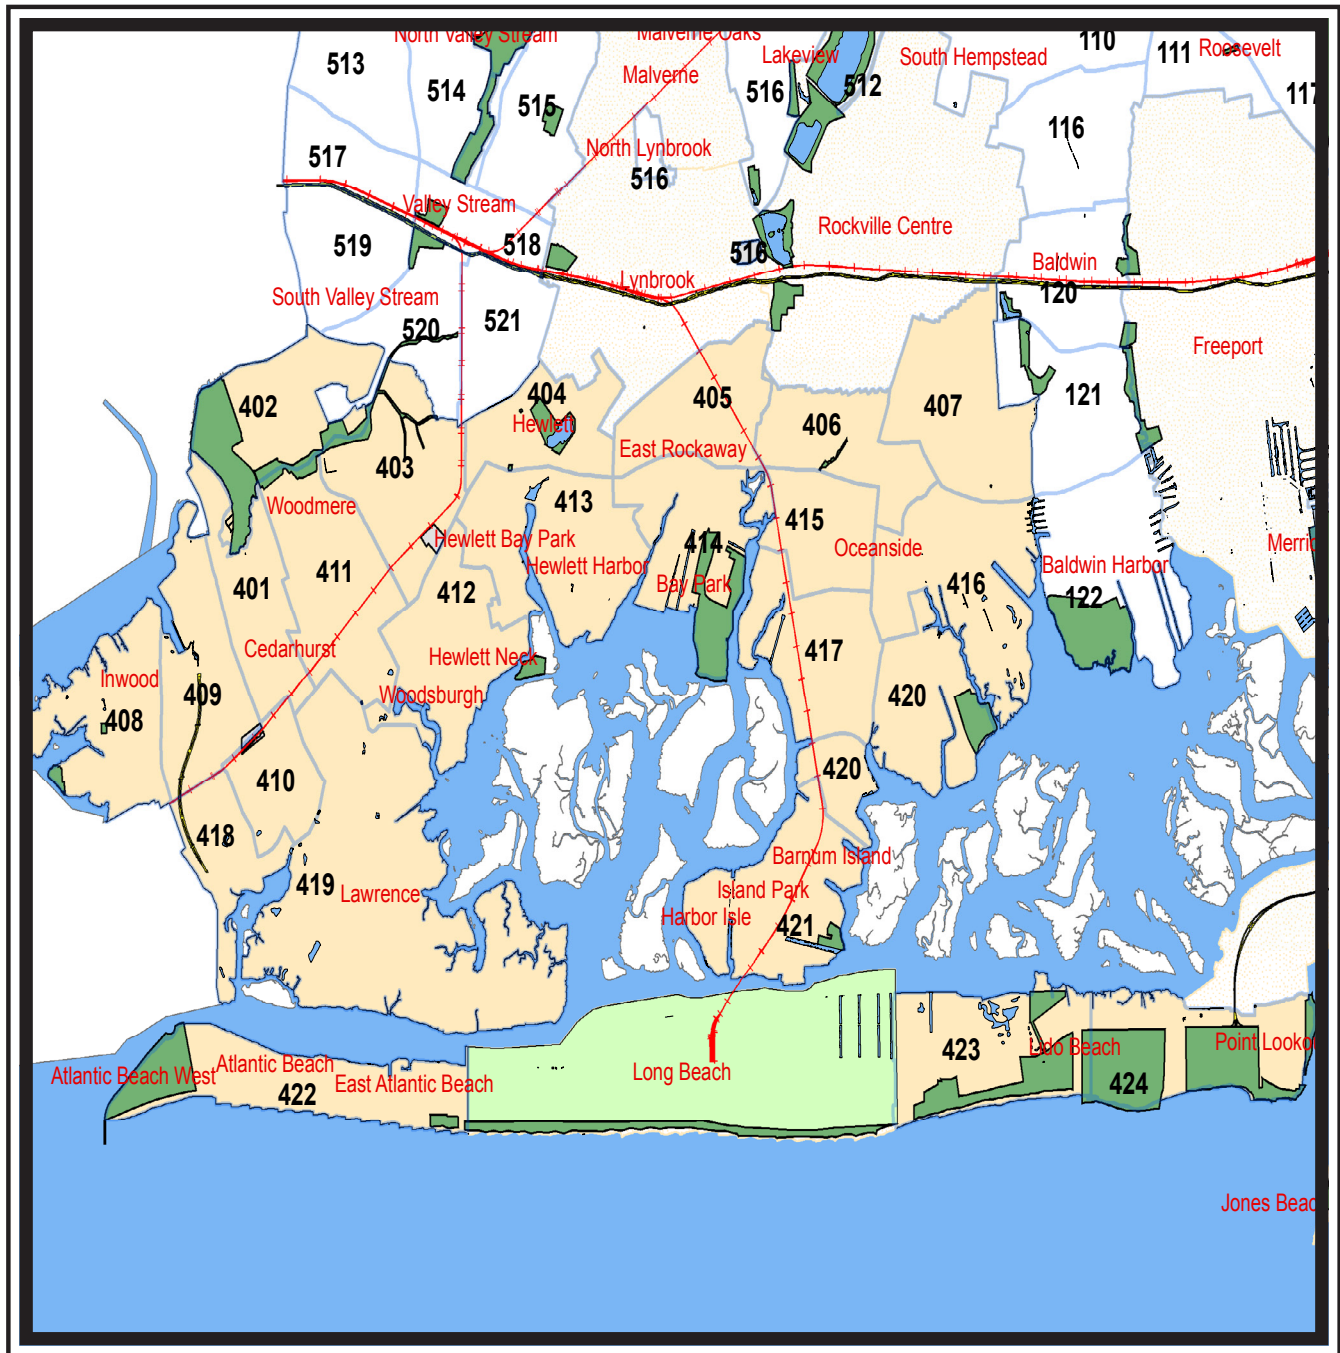 North Valley Stream
Malverne Oaks
110
513
Lakeview
South Hempstead
111
Roosevelt
Malverne
514
516
512
117
515
116
517
North Lynbrook
516
Valley Stream
Rockville Centre
519
518
516
Baldwin
Lynbrook
120
South Valley Stream
520
521
Freeport
402
404
405
406
407
121
Hewlett
East Rockaway
403
Woodmere
413
415
Hewlett Bay Park
414
Oceanside
Merric
411
Hewlett Harbor
Baldwin Harbor
401
412
Bay Park
416
122
Cedarhurst
Hewlett Neck
417
Inwood
409
Woodsburgh
420
408
420
410
418
Barnum Island
419
Lawrence
Island Park
Harbor Isle
421
423
Lido Beach
Point Looko
Atlantic Beach
Atlantic Beach West
East Atlantic Beach
Long Beach
424
422
Jones Beac